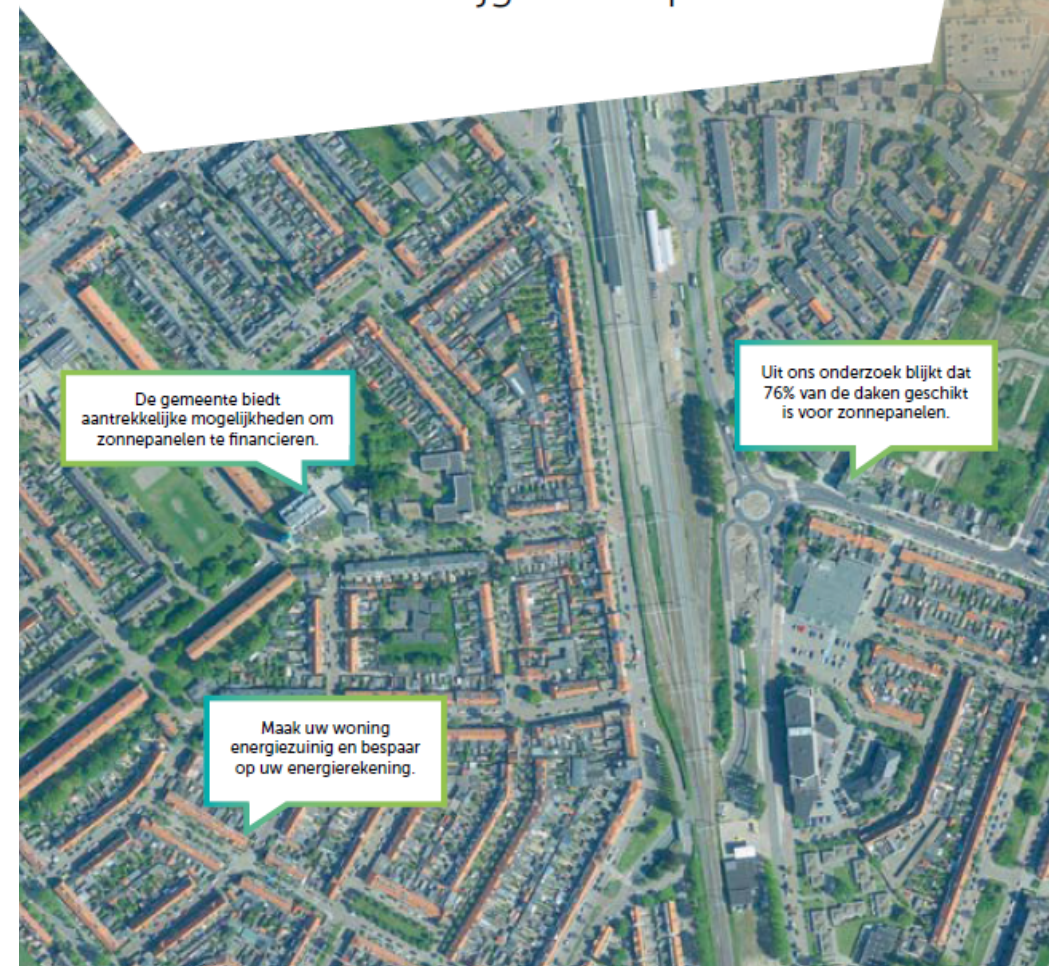 De gemeente biedt
aantrekkelijke mogelijkheden om
zonnepanelen te financieren.
Uit ons onderzoek blijkt dat
76% van de daken geschikt
is voor zonnepanelen.
Maak uw woning
energiezuinig en bespaar
op uw energierekening.